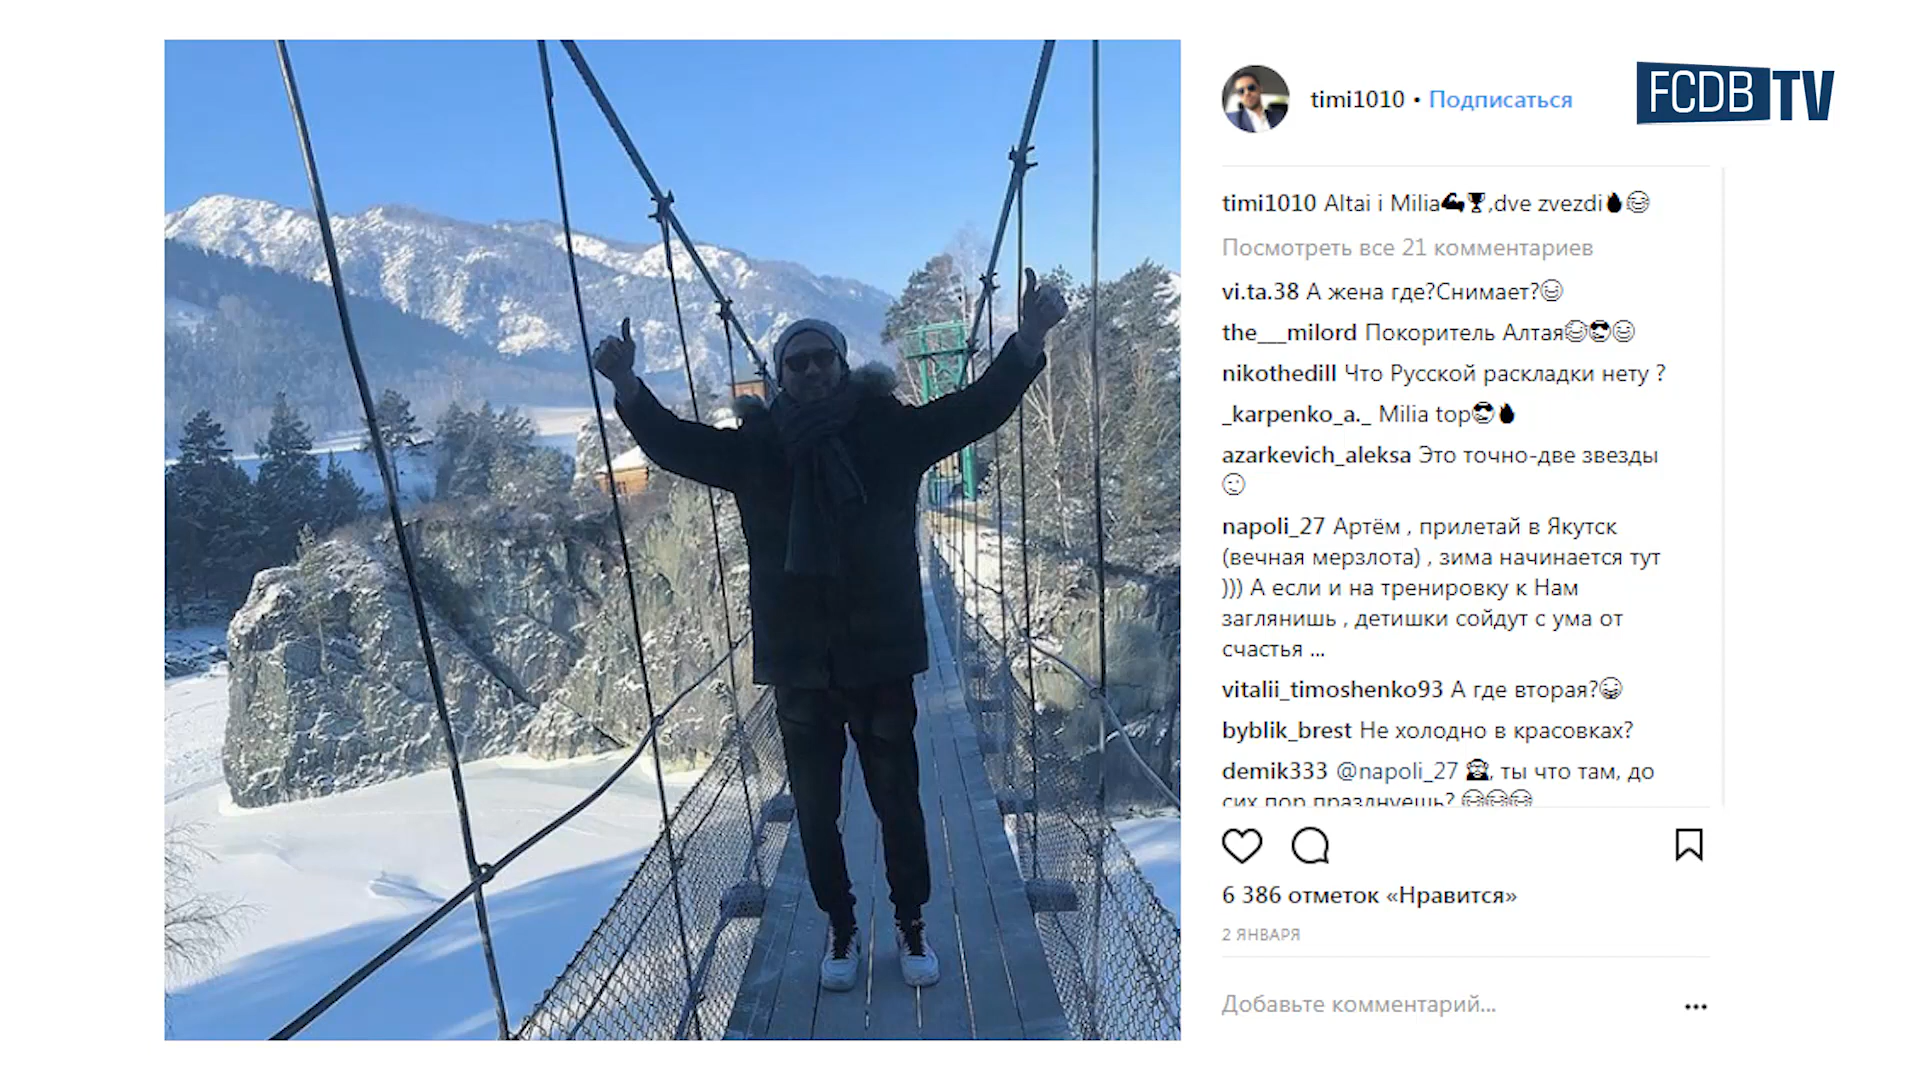 FCDB TV
timi1010 • Подписаться
timi1010 Altai i Milia💪🏆,dve zvezdi🔥😂
Посмотреть все 21 комментариев
vi.ta.38 А жена где?Снимает?😅
the___milord Покоритель Алтая😂😎😅
nikothedill Что Русской раскладки нету ?
_karpenko_a._ Milia top😎🔥
azarkevich_aleksa Это точно-две звезды
😉
napoli_27 Артём , прилетай в Якутск
(вечная мерзлота) , зима начинается тут
))) А если и на тренировку к Нам
заглянишь , детишки сойдут с ума от
счастья ...
vitalii_timoshenko93 А где вторая?😂
byblik_brest Не холодно в красовках?
demik333 @napoli_27 🙈, ты что там, до
сих пор празднуешь? 😂😂😂
6 386 отметок «Нравится»
2 ЯНВАРЯ
Добавьте комментарий...